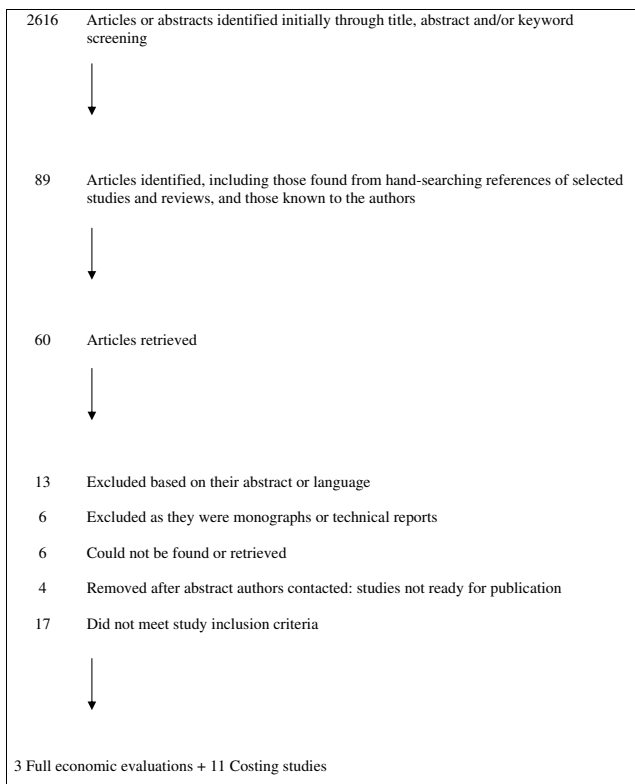 2616 Articles or abstracts identified initially through title, abstract and/or keyword
screening
89 Articles identified, including those found from hand-searching references of selected
studies and reviews, and those known to the authors
60 Articles retrieved
13 Excluded based on their abstract or language
6 Excluded as they were monographs or technical reports
6 Could not be found or retrieved
4 Removed after abstract authors contacted: studies not ready for publication
17 Did not meet study inclusion criteria
3 Full economic evaluations + 11 Costing studies